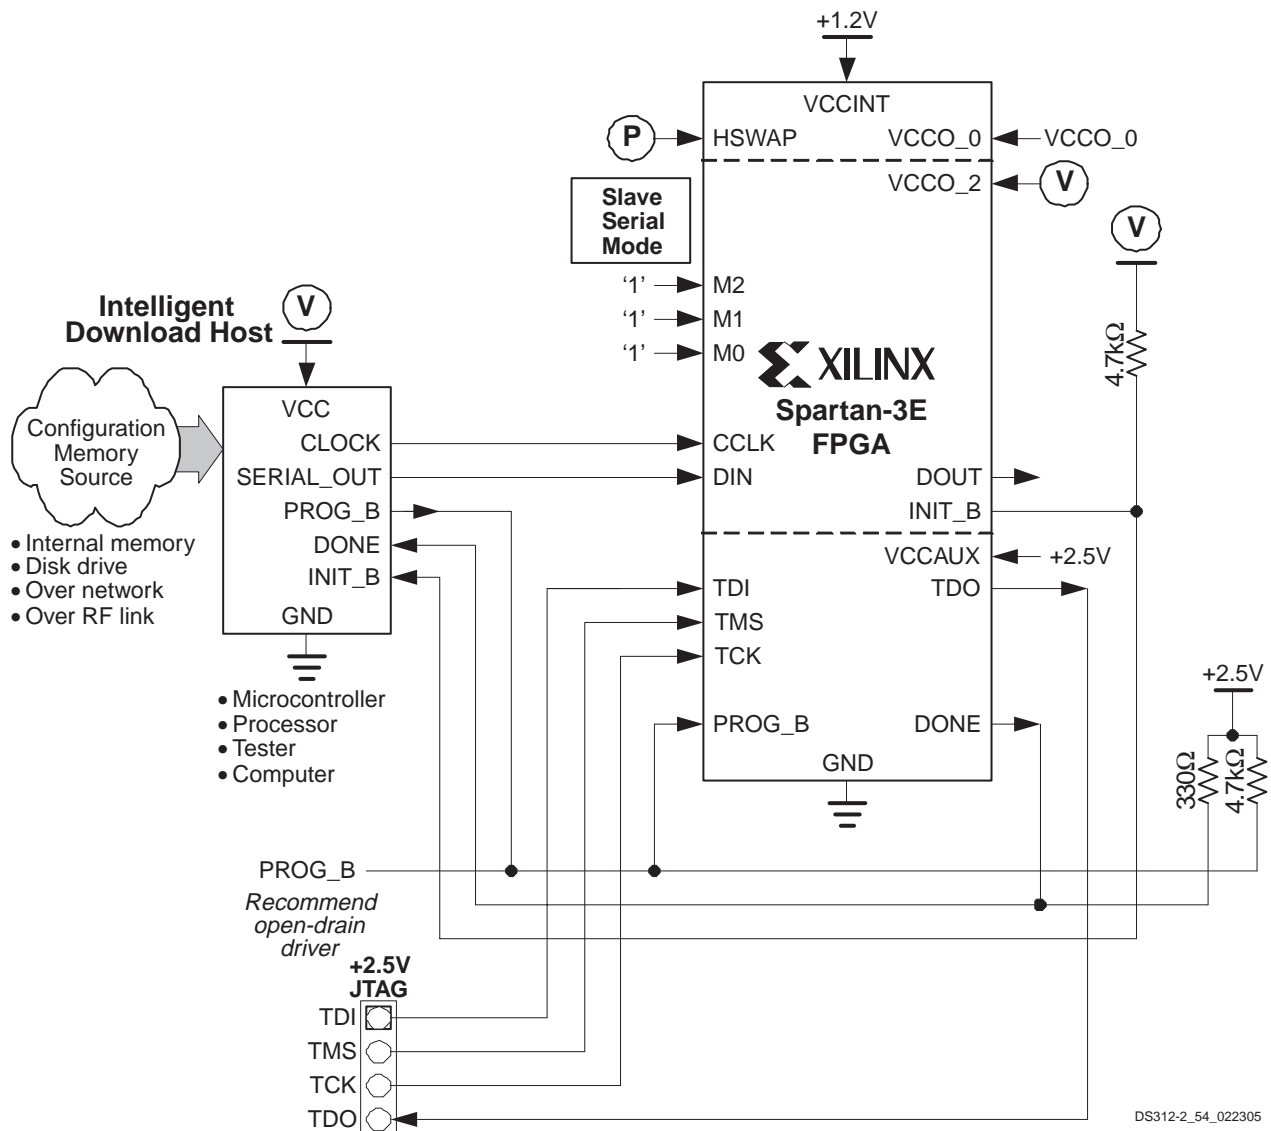 +1.2V
VCCINT
P
HSWAP
VCCO_0
VCCO_0
VCCO_2
V
Slave
Serial
Mode
V
'1'
M2
'1'
M1
'1'
M0
XILINX
Spartan-3E
FPGA
4.7kΩ
Intelligent
Download Host
V
VCC
Configuration
Memory
Source
CLOCK
SERIAL_OUT
PROG_B
DONE
INIT_B
GND
• Internal memory
• Disk drive
• Over network
• Over RF link
• Microcontroller
• Processor
• Tester
• Computer
CCLK
DIN
DOUT
INIT_B
VCCAUX
+2.5V
TDI
TDO
TMS
TCK
PROG_B
DONE
GND
+2.5V
330Ω
4.7kΩ
PROG_B
Recommend
open-drain
driver
+2.5V
JTAG
TDI
TMS
TCK
TDO
DS312-2_54_022305